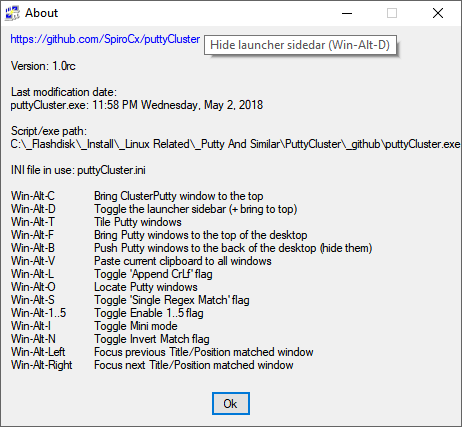 About
https://github.com/SpiroCx/puttyCluster
Hide launcher sidedar (Win-Alt-D)
Version: 1.0rc
Last modification date:
puttyCluster.exe: 11:58 PM Wednesday, May 2, 2018
Script/exe path:
C:\_Flashdisk\_Install\_Linux Related\_Putty And Similar\PuttyCluster\_github\puttyCluster.exe
INI file in use: puttyCluster.ini
Win-Alt-C Bring ClusterPutty window to the top
Win-Alt-D Toggle the launcher sidebar (+ bring to top)
Win-Alt-T Tile Putty windows
Win-Alt-F Bring Putty windows to the top of the desktop
Win-Alt-B Push Putty windows to the back of the desktop (hide them)
Win-Alt-V Paste current clipboard to all windows
Win-Alt-L Toggle 'Append CrLf' flag
Win-Alt-O Locate Putty windows
Win-Alt-S Toggle 'Single Regex Match' flag
Win-Alt-1..5 Toggle Enable 1..5 flag
Win-Alt-I Toggle Mini mode
Win-Alt-N Toggle Invert Match flag
Win-Alt-Left Focus previous Title/Position matched window
Win-Alt-Right Focus next Title/Position matched window
Ok